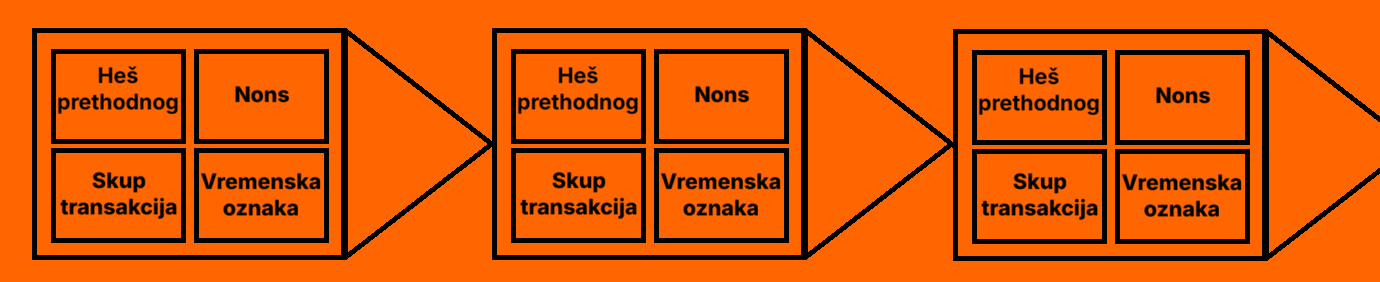 Heš
prethodnog
Nons
Skup
transakcija
Vremenska
oznaka
Heš
prethodnog
Nons
Skup
transakcija
Vremenska
oznaka
Heš
prethodnog
Nons
Skup
transakcija
Vremenska
oznaka